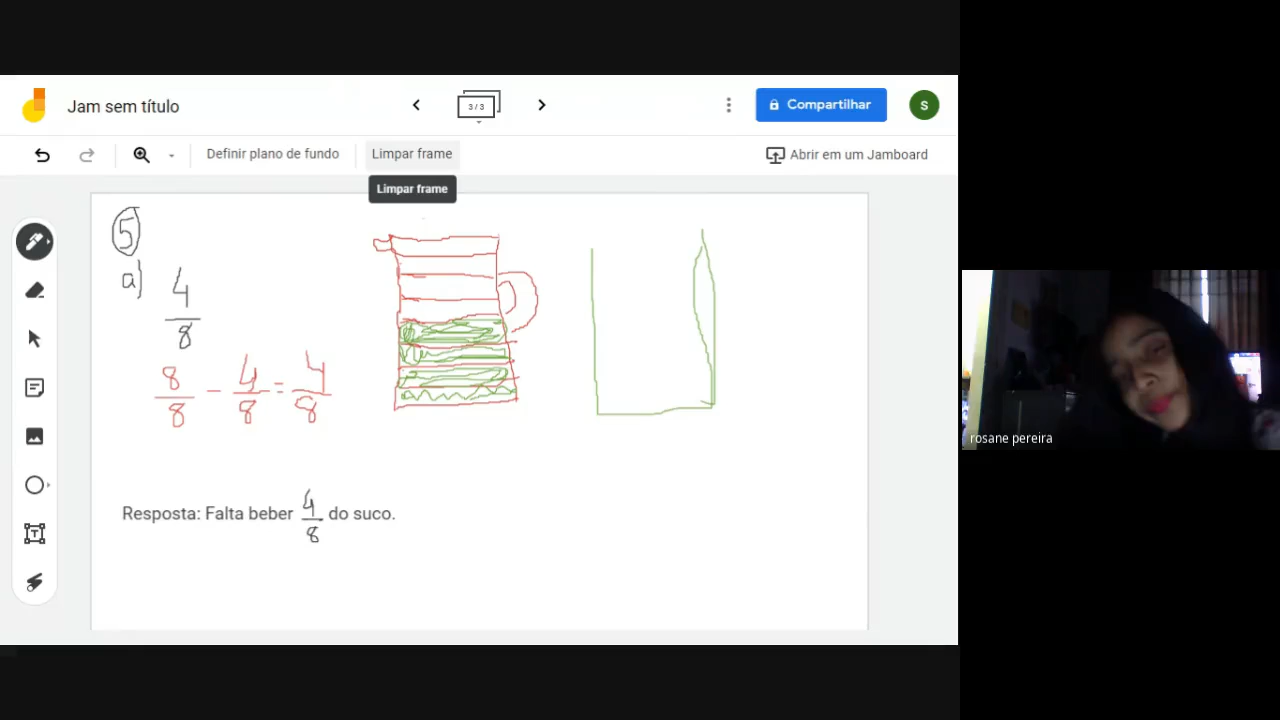 Jam sem título
3 / 3
Compartilhar
S
Definir plano de fundo
Limpar frame
Abrir em um Jamboard
Limpar frame
5
a) 4/8
8/8 - 4/8 = 4/8
Resposta: Falta beber 4/8 do suco.
T
rosane pereira